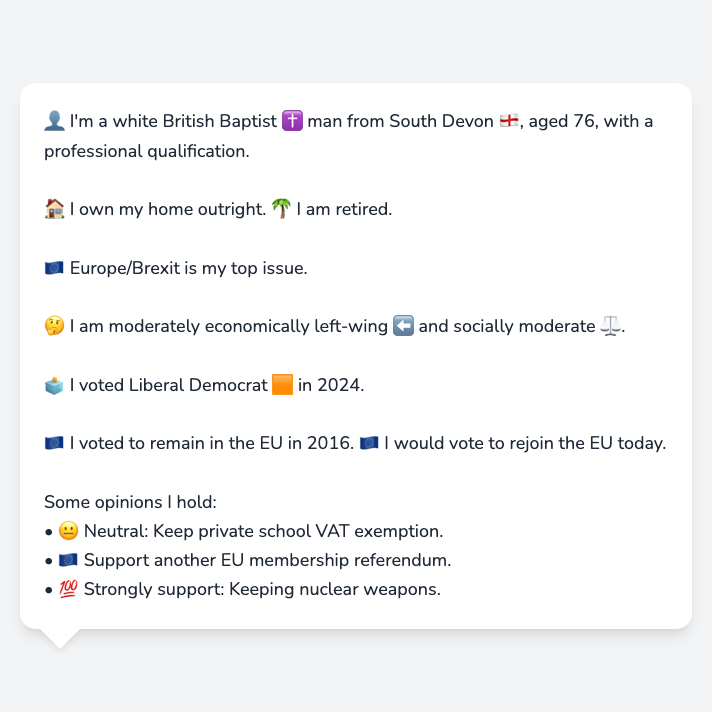 👤 I'm a white British Baptist ✝️ man from South Devon 🏴󠁧󠁢󠁥󠁮󠁧󠁿, aged 76, with a
professional qualification.
🏠 I own my home outright. 🌴 I am retired.
🇪🇺 Europe/Brexit is my top issue.
🤔 I am moderately economically left-wing ⬅️ and socially moderate ⚖️.
🗳️ I voted Liberal Democrat 🟧 in 2024.
🇪🇺 I voted to remain in the EU in 2016. 🇪🇺 I would vote to rejoin the EU today.
Some opinions I hold:
• 😐 Neutral: Keep private school VAT exemption.
• 🇪🇺 Support another EU membership referendum.
• 💯 Strongly support: Keeping nuclear weapons.